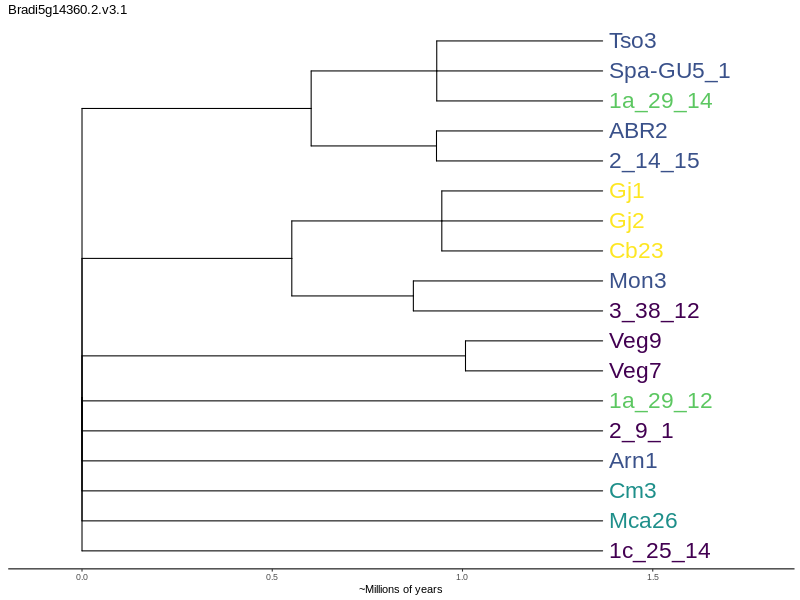 Bradi5g14360.2.v3.1
Tso3
Spa-GU5_1
1a_29_14
ABR2
2_14_15
Gj1
Gj2
Cb23
Mon3
3_38_12
Veg9
Veg7
1a_29_12
2_9_1
Arn1
Cm3
Mca26
1c_25_14
0.0 0.5 1.0 1.5
~Millions of years